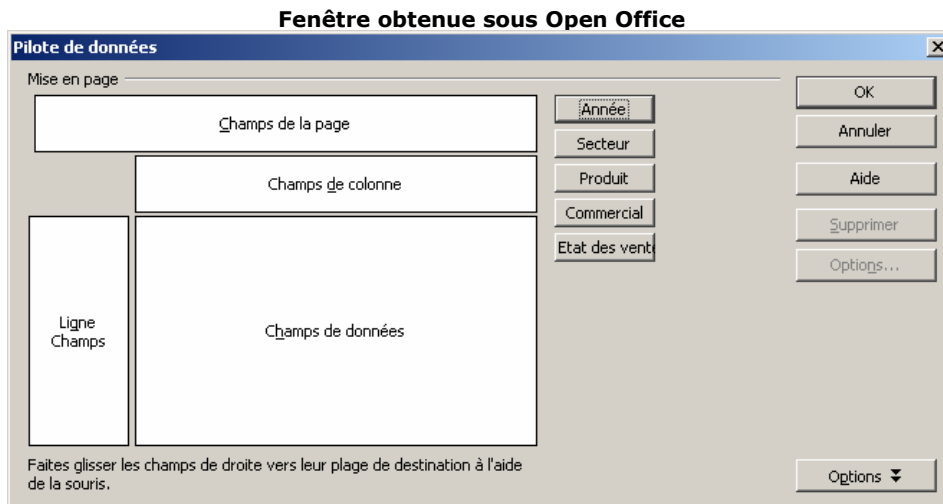 Fenêtre obtenue sous Open Office
Pilote de données
Mise en page
Champs de la page
Champs de colonne
Ligne
Champs
Champs de données
Année
Secteur
Produit
Commercial
Etat des vent
OK
Annuler
Aide
Supprimer
Options...
Faites glisser les champs de droite vers leur plage de destination à l'aide
de la souris.
Options